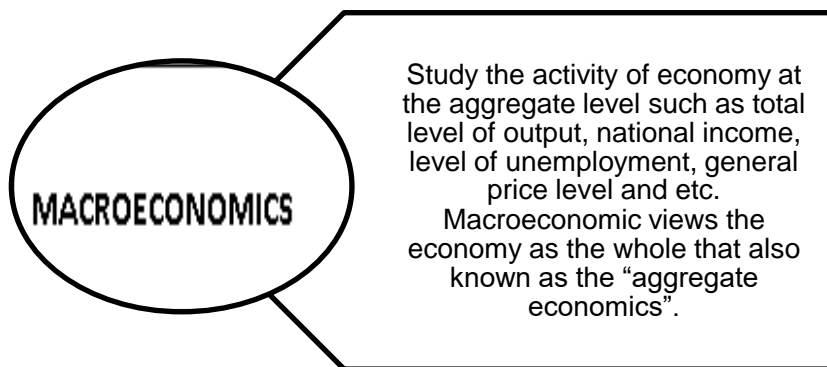 MACROECONOMICS
Study the activity of economy at
the aggregate level such as total
level of output, national income,
level of unemployment, general
price level and etc.
Macroeconomic views the
economy as the whole that also
known as the “aggregate
economics”.